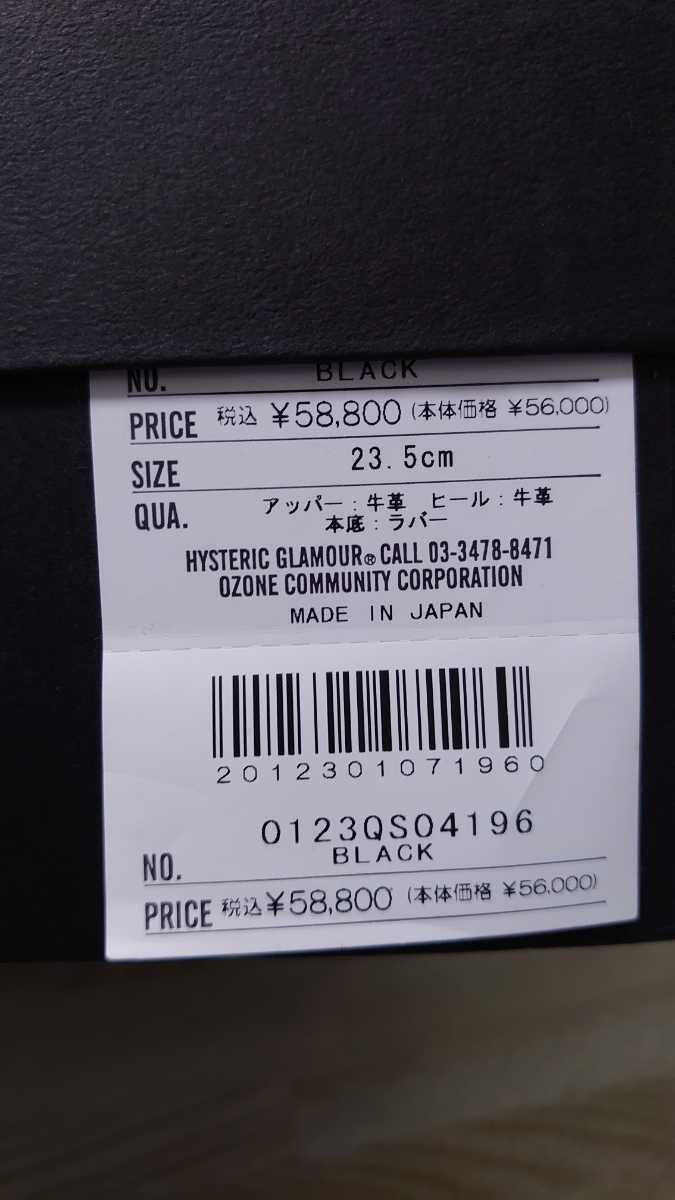 NO. BLACK
PRICE 税込 ¥58,800 (本体価格 ¥56,000)
SIZE 23.5cm
QUA. アッパー:牛革 ヒール:牛革
本底:ラバー
HYSTERIC GLAMOUR® CALL 03-3478-8471
OZONE COMMUNITY CORPORATION
MADE IN JAPAN
2012301071960
0123QS04196
NO. BLACK
PRICE 税込 ¥58,800 (本体価格 ¥56,000)